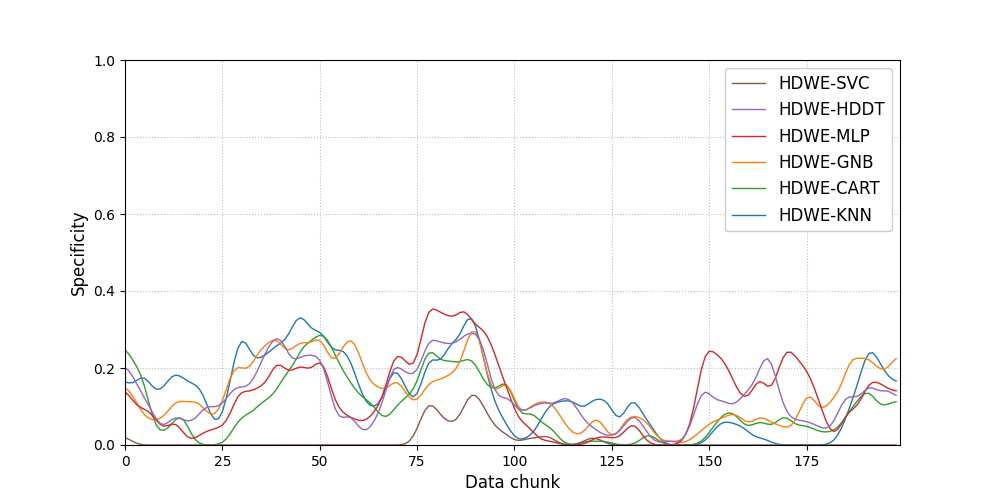 1.0
0.8
0.6
0.4
0.2
0.0
Specificity
HDWE-SVC
HDWE-HDDT
HDWE-MLP
HDWE-GNB
HDWE-CART
HDWE-KNN
0 25 50 75 100 125 150 175
Data chunk